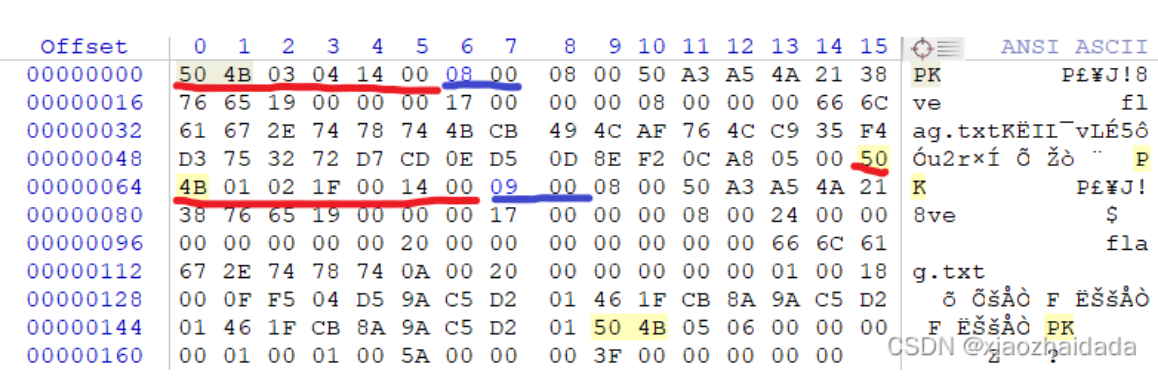 Offset 0 1 2 3 4 5 6 7 8 9 10 11 12 13 14 15 ANSI ASCII
00000000 50 4B 03 04 14 00 08 00 08 00 50 A3 A5 4A 21 38 PK P£¥J!8
00000016 76 65 19 00 00 00 17 00 00 00 08 00 00 00 66 6C ve fl
00000032 61 67 2E 74 78 74 4B CB 49 4C AF 76 4C C9 35 F4 ag.txtKËIL¯vLÉ5ô
00000048 D3 75 32 72 D7 CD 0E D5 0D 8E F2 0C A8 05 00 50 Óu2r×Í Õ Žò ¨ P
00000064 4B 01 02 1F 00 14 00 09 00 08 00 50 A3 A5 4A 21 K P£¥J!
00000080 38 76 65 19 00 00 00 17 00 00 00 08 00 24 00 00 8ve $
00000096 00 00 00 00 00 20 00 00 00 00 00 00 00 66 6C 61 fla
00000112 67 2E 74 78 74 0A 00 20 00 00 00 00 00 01 00 18 g.txt
00000128 00 0F F5 04 D5 9A C5 D2 01 46 1F CB 8A 9A C5 D2 õ ÕšÅÒ F ËŠšÅÒ
00000144 01 46 1F CB 8A 9A C5 D2 01 50 4B 05 06 00 00 00 F ËŠšÅÒ PK
00000160 00 01 00 01 00 5A 00 00 00 3F 00 00 00 00 00 Z ?
CSDN @xiaozhaidada